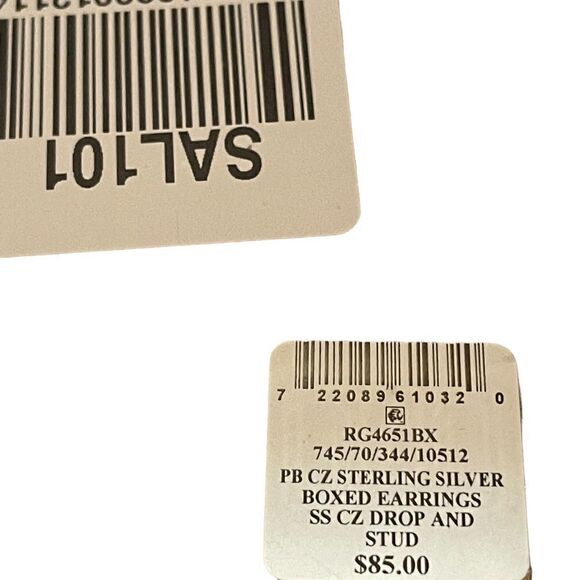 SAL101
7 22089 61032 0
RG4651BX
745/70/344/10512
PB CZ STERLING SILVER
BOXED EARRINGS
SS CZ DROP AND
STUD
$85.00